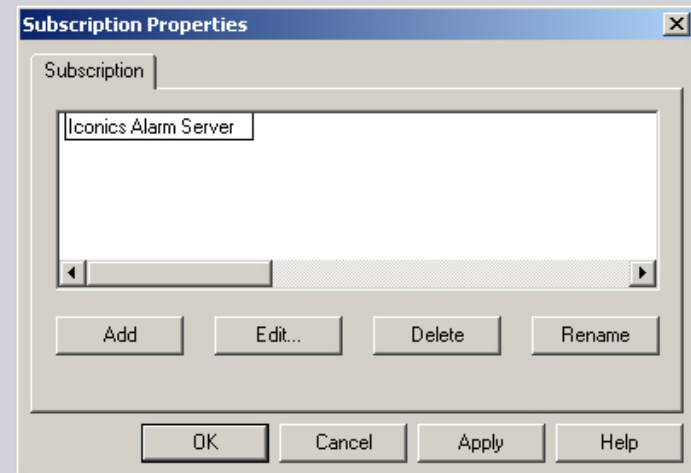 Subscription Properties
Subscription
Iconics Alarm Server
Add Edit... Delete Rename
OK Cancel Apply Help